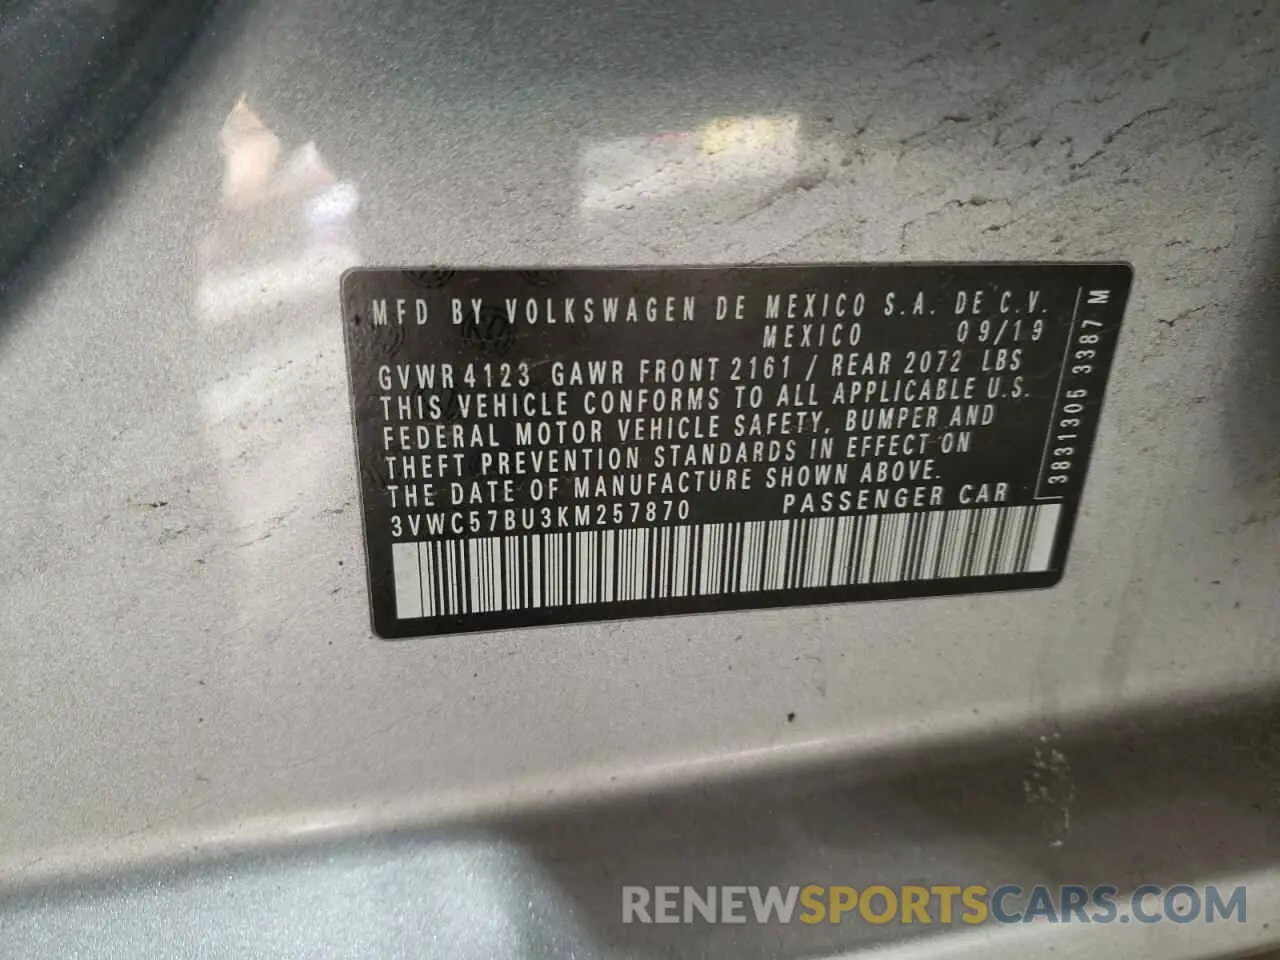 MFD BY VOLKSWAGEN DE MEXICO S.A. DE C.V.
MEXICO 09/19
GVWR 4123 GAWR FRONT 2161 / REAR 2072 LBS
THIS VEHICLE CONFORMS TO ALL APPLICABLE U.S.
FEDERAL MOTOR VEHICLE SAFETY, BUMPER AND
THEFT PREVENTION STANDARDS IN EFFECT ON
THE DATE OF MANUFACTURE SHOWN ABOVE.
3VWC57BU3KM257870 PASSENGER CAR
3831306 3387 M
RENEWSPORTSCARS.COM